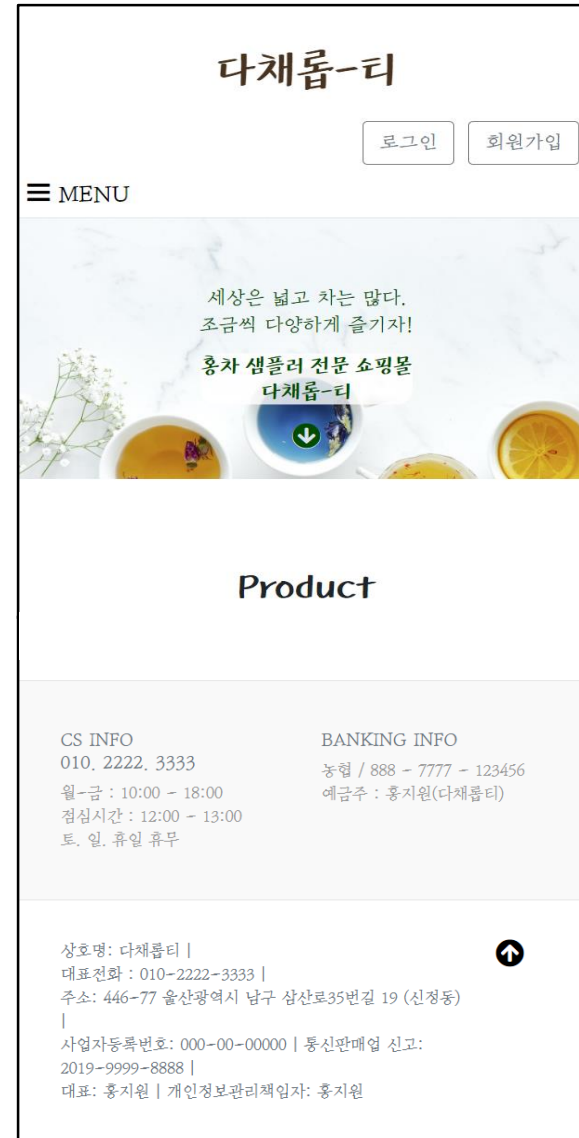 다채롭-티
로그인 회원가입
MENU
세상은 넓고 차는 많다.
조금씩 다양하게 즐기자!
홍차 샘플러 전문 쇼핑몰
다채롭-티
Product
CS INFO
010. 2222. 3333
월-금 : 10:00 - 18:00
점심시간 : 12:00 - 13:00
토. 일. 휴일 휴무
BANKING INFO
농협 / 888 - 7777 - 123456
예금주 : 홍지원(다채롭티)
상호명: 다채롭티 |
대표전화 : 010-2222-3333 |
주소: 446-77 울산광역시 남구 삼산로35번길 19 (신정동)
|
사업자등록번호: 000-00-00000 | 통신판매업 신고:
2019-9999-8888 |
대표: 홍지원 | 개인정보관리책임자: 홍지원